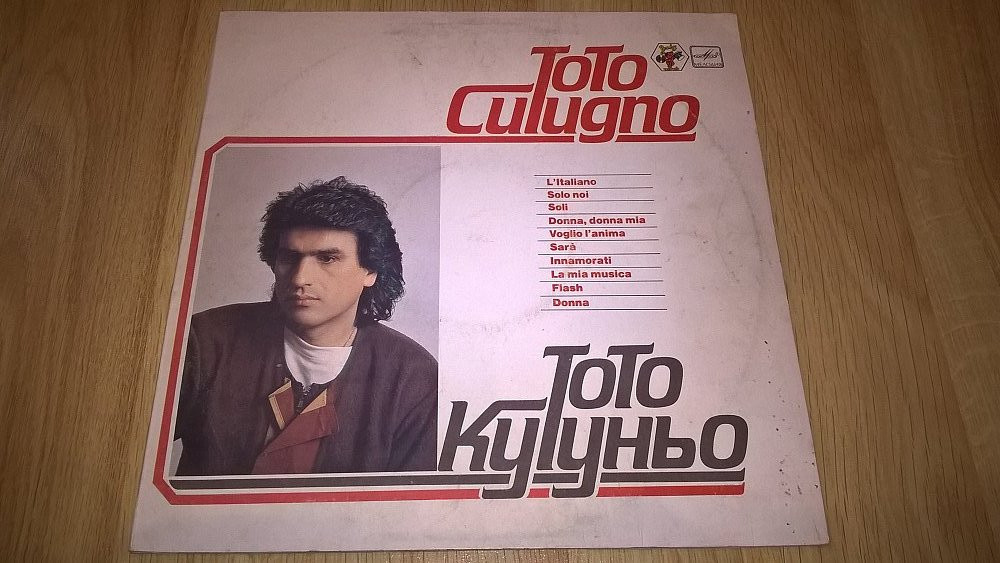 Toto
Cutugno
МЕЛОДИЯ
L'Italiano
Solo noi
Soli
Donna, donna mia
Voglio l'anima
Sarà
Innamorati
La mia musica
Flash
Donna
Тото
Кутуньо